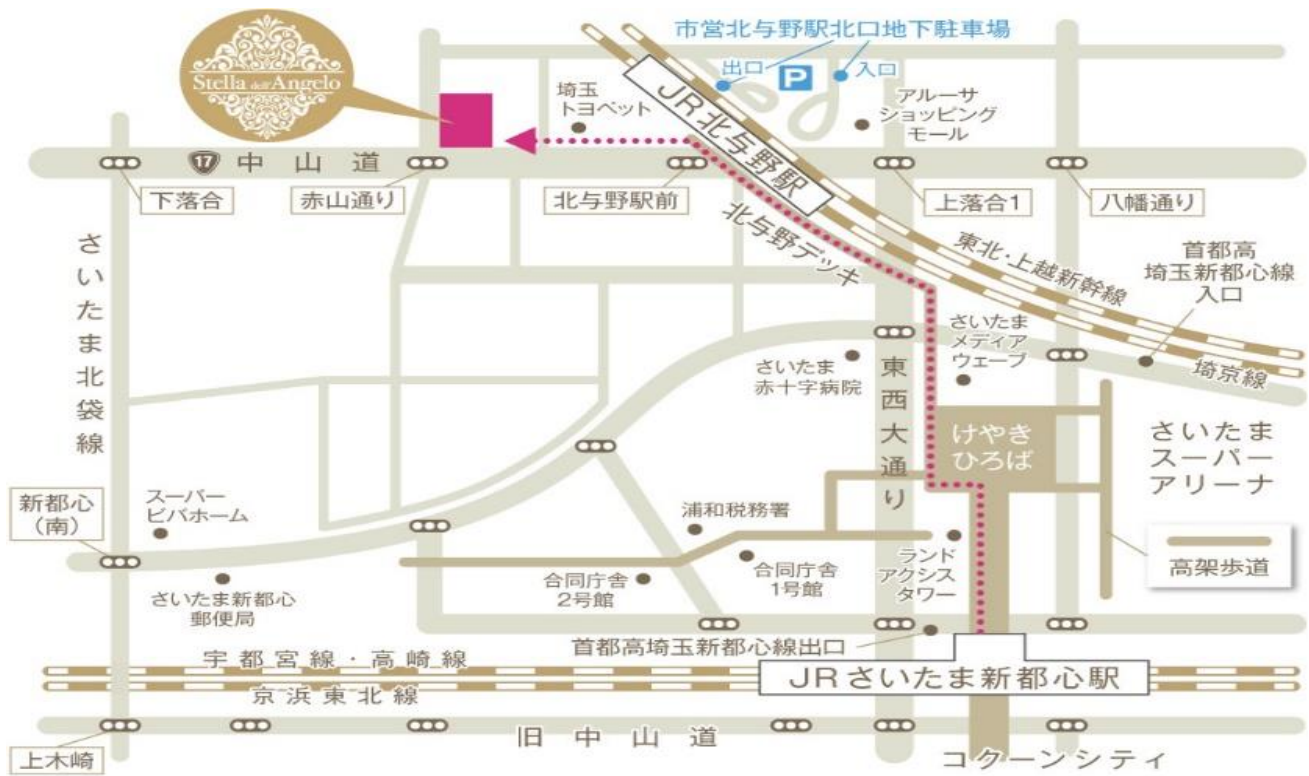 市営北与野駅北口地下駐車場
出口
P
入口
Stella dell'Angelo
埼玉
トヨペット
JR北与野駅
アルーサ
ショッピング
モール
17
中山道
下落合
赤山通り
北与野駅前
上落合1
八幡通り
北与野デッキ
東北・上越新幹線
首都高
埼玉新都心線
入口
さいたま北袋線
さいたま
メディア
ウェーブ
さいたま
赤十字病院
東西大通り
埼京線
けやき
ひろば
さいたま
スーパー
アリーナ
新都心
(南)
スーパー
ビバホーム
浦和税務署
ランド
アクシス
タワー
高架歩道
さいたま新都心
郵便局
合同庁舎
2号館
合同庁舎
1号館
首都高埼玉新都心線出口
宇都宮線・高崎線
京浜東北線
JRさいたま新都心駅
上木崎
旧中山道
コクーンシティ